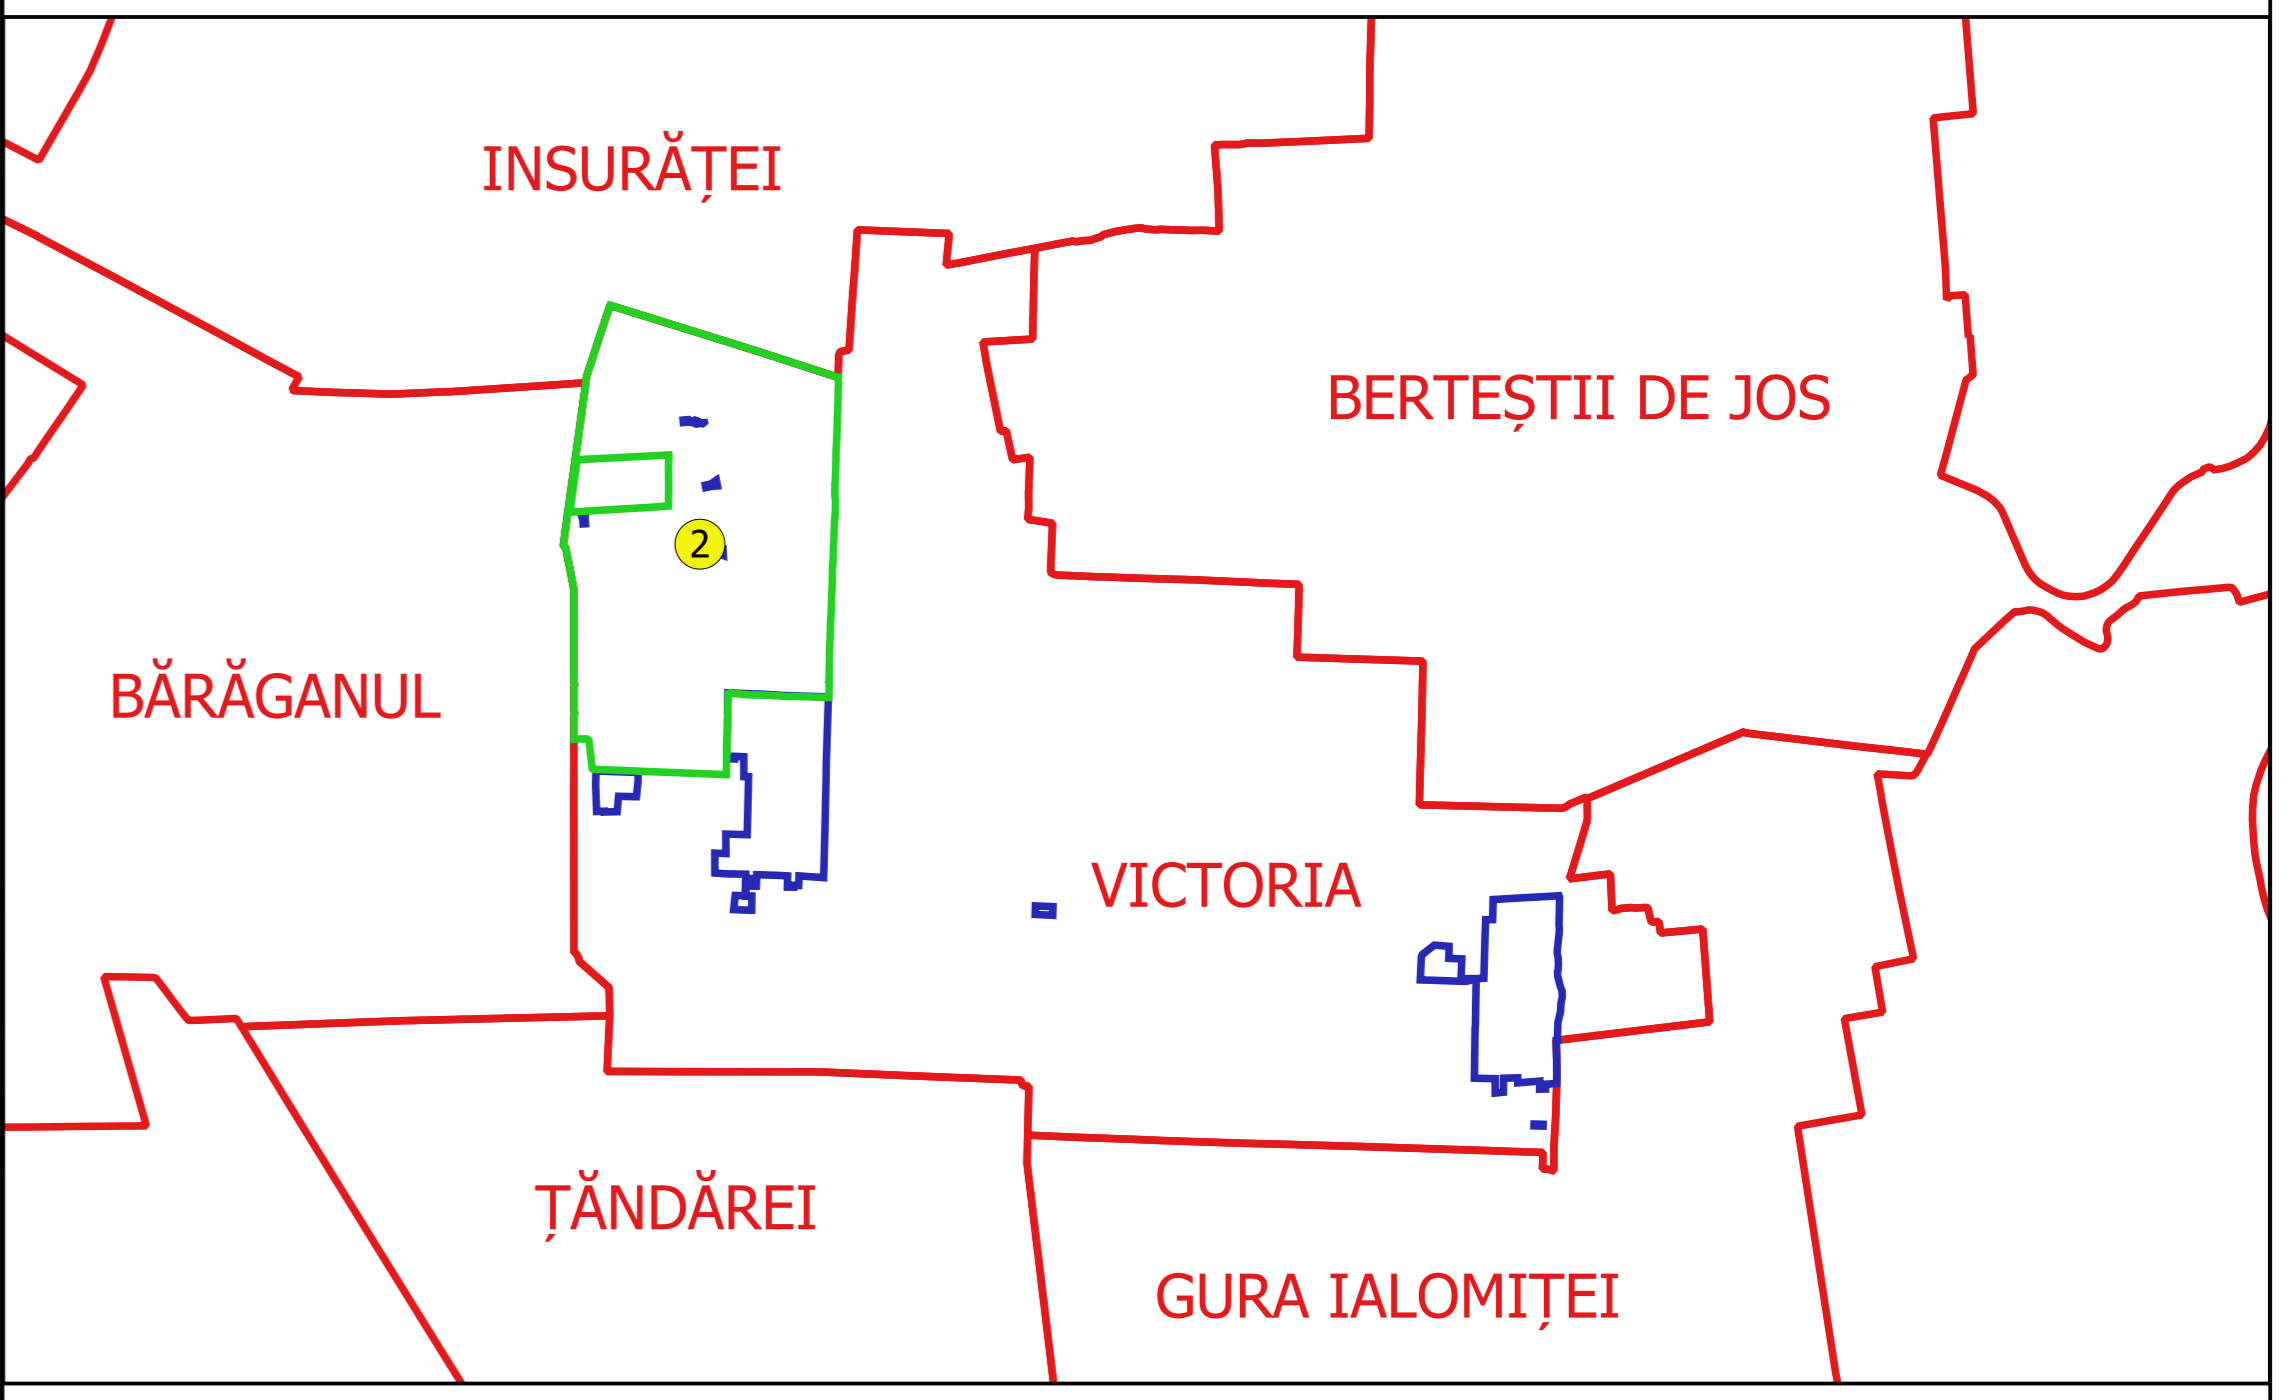 INSURĂȚEI
BERTEȘTII DE JOS
2
BĂRĂGANUL
VICTORIA
ȚĂNDĂREI
GURA IALOMIȚEI